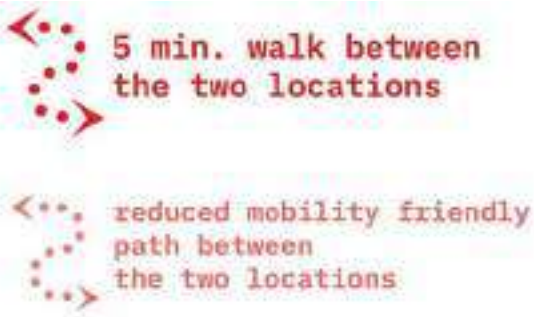 5 min. walk between
the two locations
reduced mobility friendly
path between
the two locations